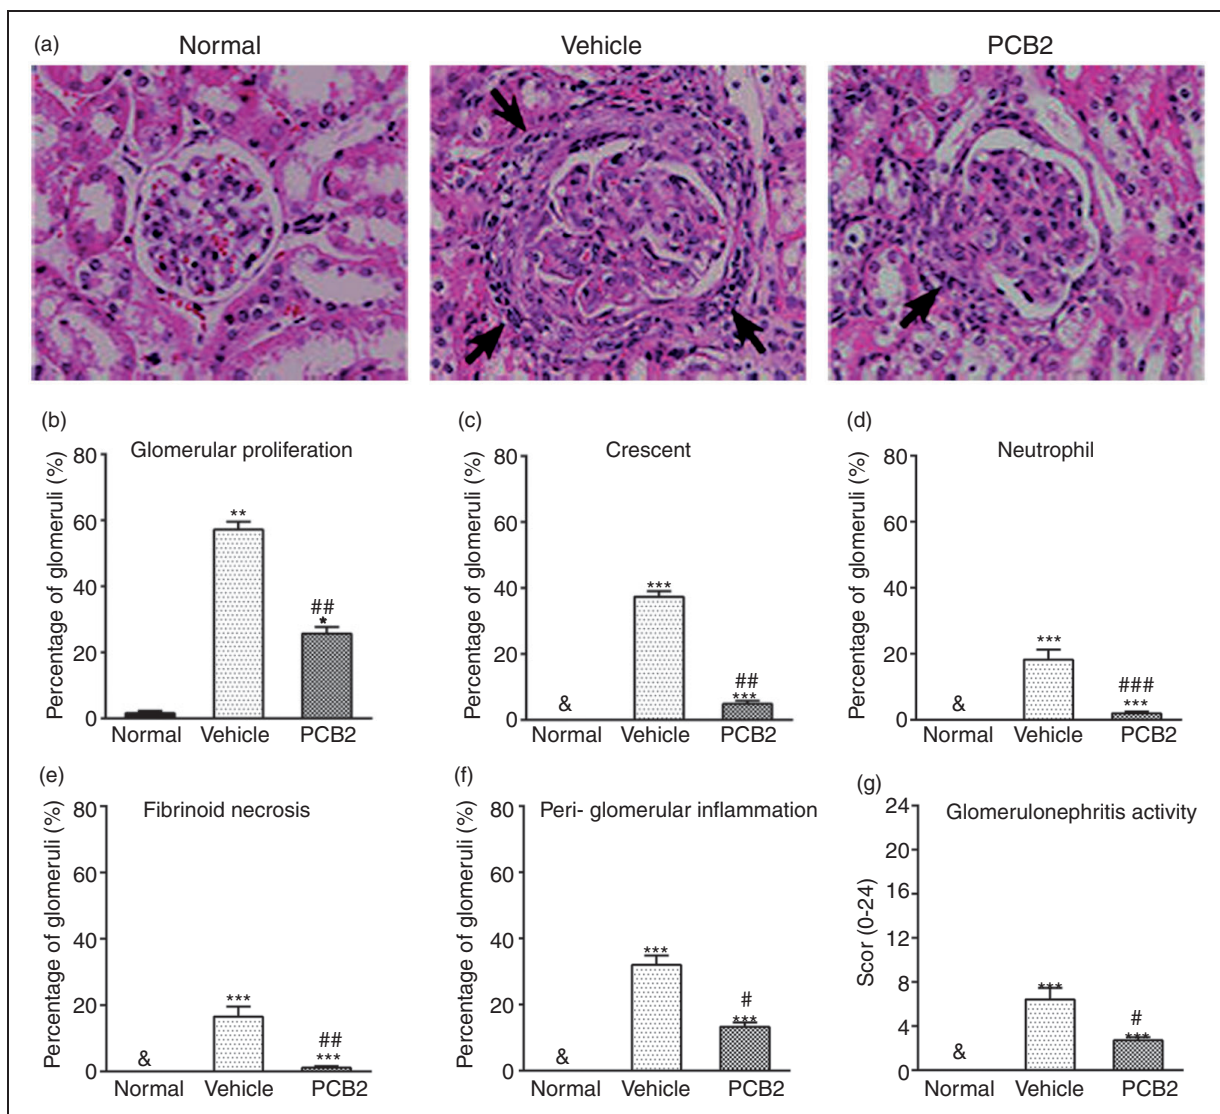 (a)
Normal
Vehicle
PCB2
(b)
Glomerular proliferation
Percentage of glomeruli (%)
80
60
40
20
0
**
##
*
Normal
Vehicle
PCB2
(c)
Crescent
Percentage of glomeruli (%)
80
60
40
20
0
&
***
##
***
Normal
Vehicle
PCB2
(d)
Neutrophil
Percentage of glomeruli (%)
80
60
40
20
0
&
***
###
***
Normal
Vehicle
PCB2
(e)
Fibrinoid necrosis
Percentage of glomeruli (%)
80
60
40
20
0
&
***
##
***
Normal
Vehicle
PCB2
(f)
Peri- glomerular inflammation
Percentage of glomeruli (%)
80
60
40
20
0
&
***
#
***
Normal
Vehicle
PCB2
(g)
Glomerulonephritis activity
Scor (0-24)
24
22
16
12
8
4
0
&
***
#
***
Normal
Vehicle
PCB2